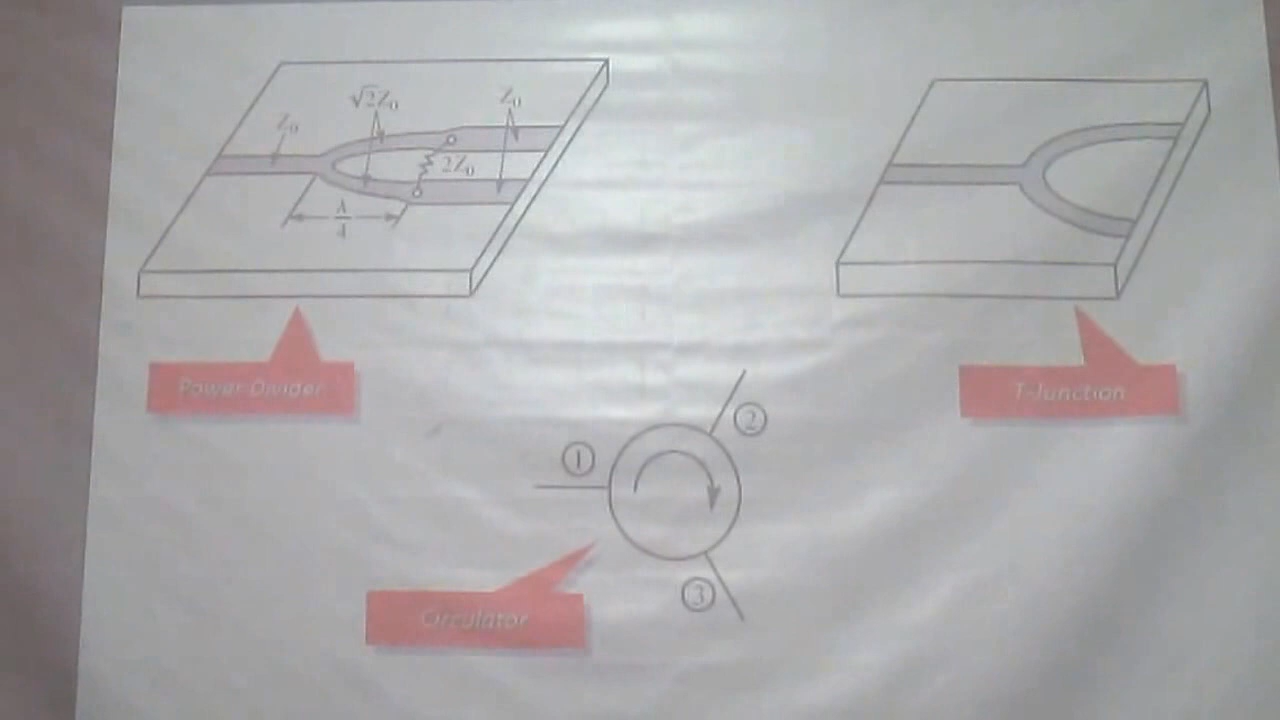 Z₀
√2Z₀
Z₀
2Z₀
λ
4
Power Divider
T-Junction
①
②
③
Circulator